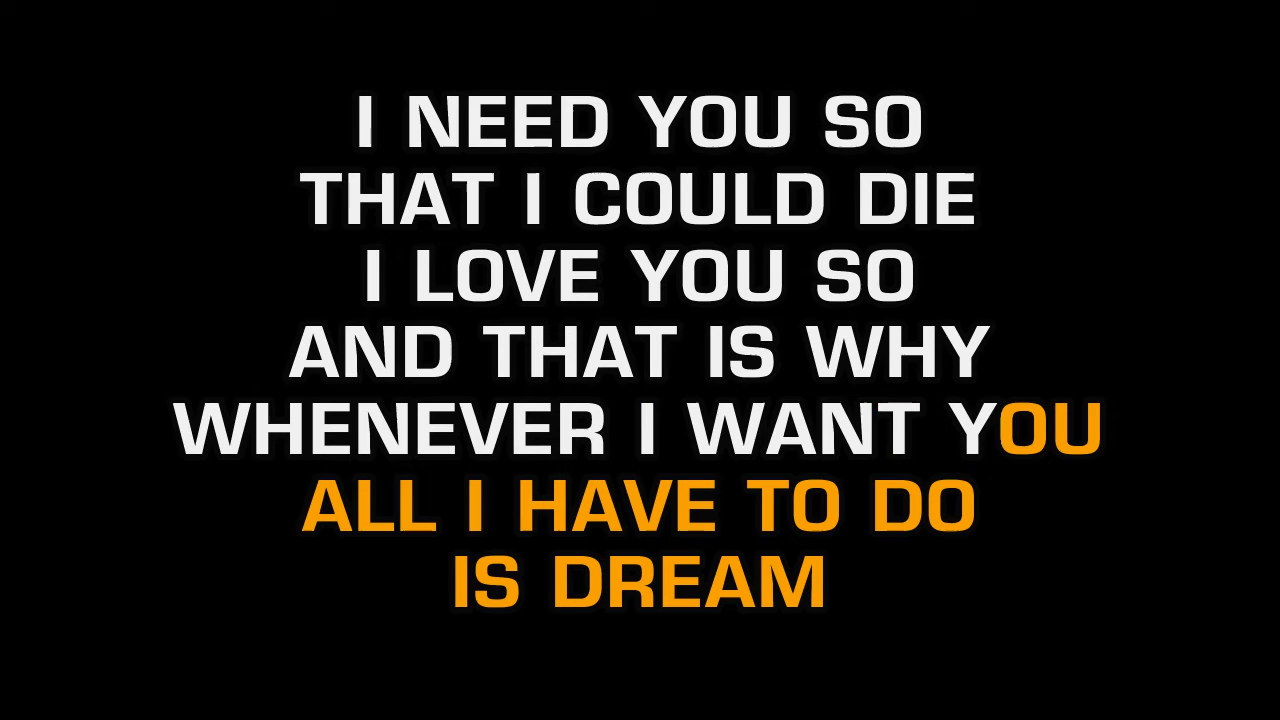 I NEED YOU SO
THAT I COULD DIE
I LOVE YOU SO
AND THAT IS WHY
WHENEVER I WANT YOU
ALL I HAVE TO DO
IS DREAM